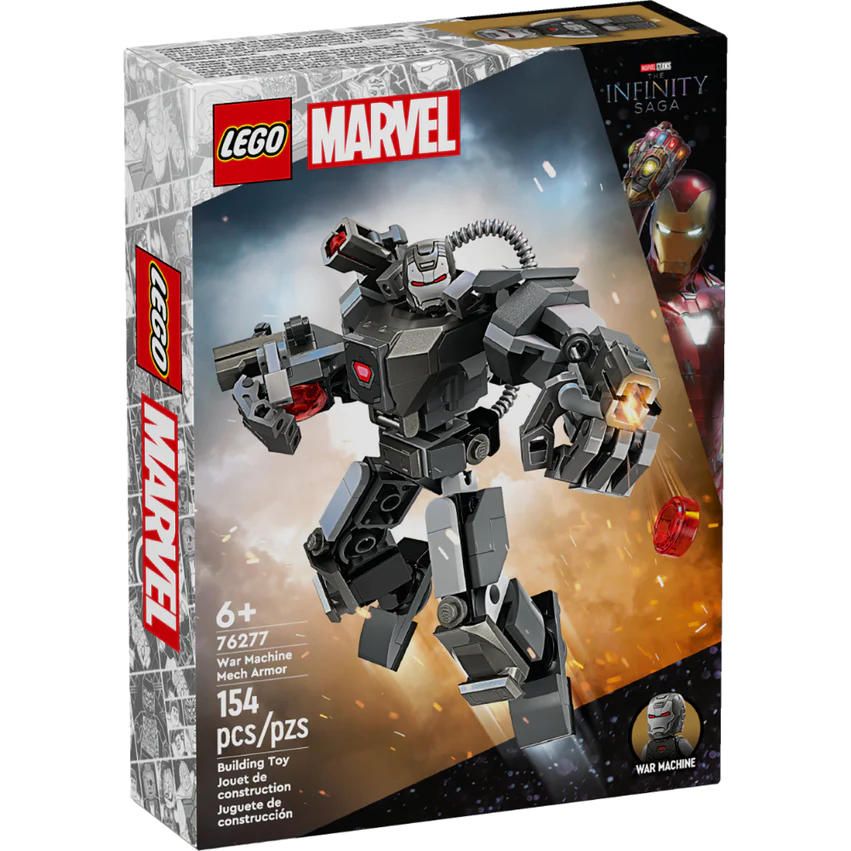 MARVEL STUDIOS
THE
INFINITY
SAGA
LEGO
MARVEL
LEGO
MARVEL
6+
76277
War Machine
Mech Armor
154
pcs/pzs
Building Toy
Jouet de
construction
Juguete de
construcción
WAR MACHINE